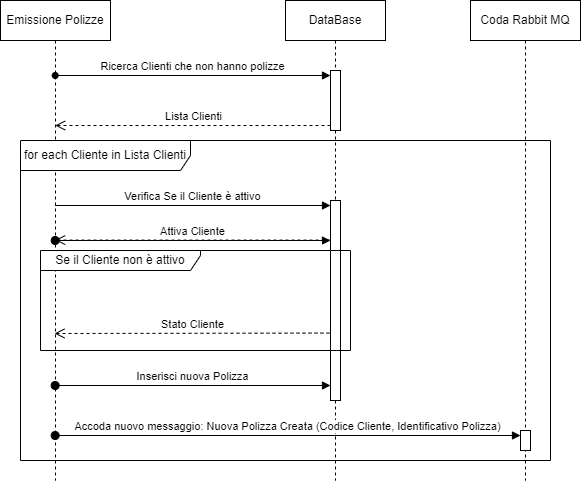 Emissione Polizze
DataBase
Coda Rabbit MQ
Ricerca Clienti che non hanno polizze
Lista Clienti
for each Cliente in Lista Clienti
Verifica Se il Cliente è attivo
Attiva Cliente
Se il Cliente non è attivo
Stato Cliente
Inserisci nuova Polizza
Accoda nuovo messaggio: Nuova Polizza Creata (Codice Cliente, Identificativo Polizza)